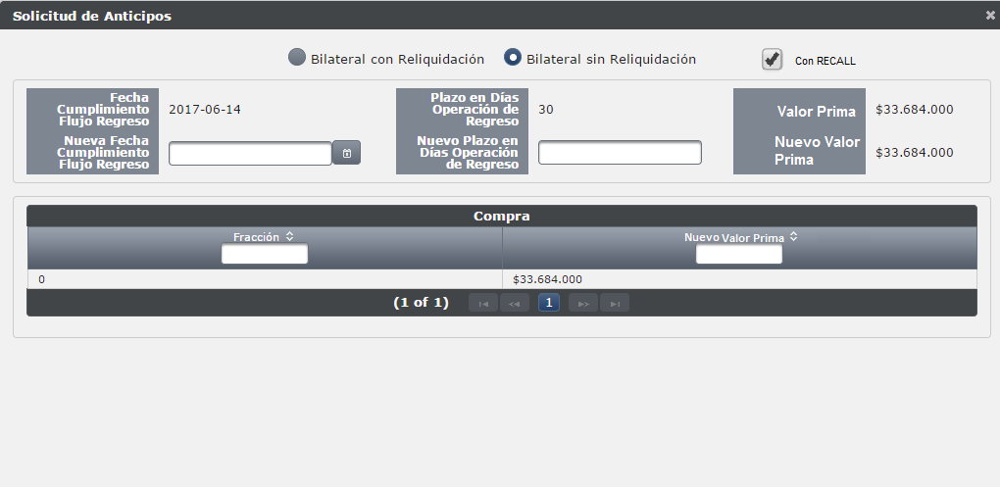 Solicitud de Anticipos
Bilateral con Reliquidación
Bilateral sin Reliquidación
Con RECALL
Fecha
Cumplimiento
Flujo Regreso
2017-06-14
Plazo en Días
Operación de
Regreso
30
Valor Prima
$33.684.000
Nueva Fecha
Cumplimiento
Flujo Regreso
Nuevo Plazo en
Días Operación
de Regreso
Nuevo Valor
Prima
$33.684.000
Compra
Fracción
Nuevo Valor Prima
0
$33.684.000
(1 of 1)
1